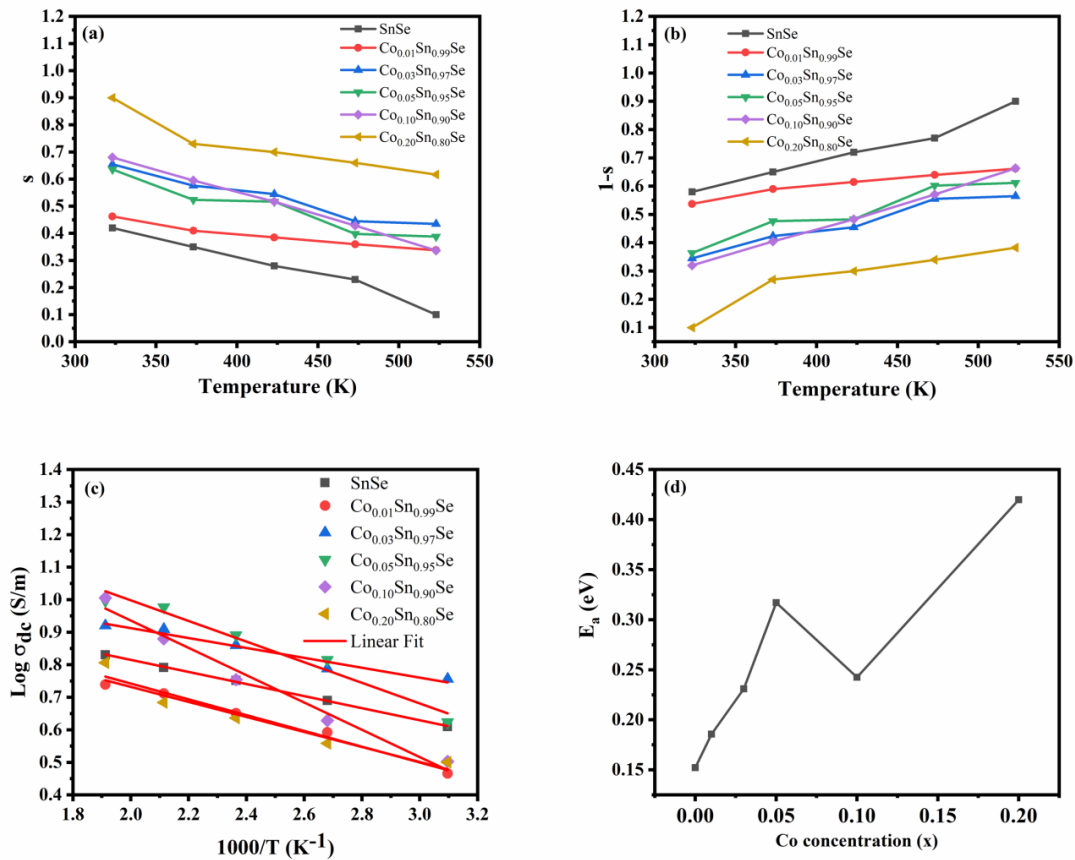 (a)
SnSe
Co0.01Sn0.99Se
Co0.03Sn0.97Se
Co0.05Sn0.95Se
Co0.10Sn0.90Se
Co0.20Sn0.80Se
1.2
1.1
1.0
0.9
0.8
0.7
0.6
0.5
0.4
0.3
0.2
0.1
0.0
s
300 350 400 450 500 550
Temperature (K)
(b)
SnSe
Co0.01Sn0.99Se
Co0.03Sn0.97Se
Co0.05Sn0.95Se
Co0.10Sn0.90Se
Co0.20Sn0.80Se
1.2
1.1
1.0
0.9
0.8
0.7
0.6
0.5
0.4
0.3
0.2
0.1
1-s
300 350 400 450 500 550
Temperature (K)
(c)
SnSe
Co0.01Sn0.99Se
Co0.03Sn0.97Se
Co0.05Sn0.95Se
Co0.10Sn0.90Se
Co0.20Sn0.80Se
Linear Fit
1.4
1.3
1.2
1.1
1.0
0.9
0.8
0.7
0.6
0.5
0.4
Log σdc (S/m)
1.8 2.0 2.2 2.4 2.6 2.8 3.0 3.2
1000/T (K-1)
(d)
0.45
0.40
0.35
0.30
0.25
0.20
0.15
Ea (eV)
0.00 0.05 0.10 0.15 0.20
Co concentration (x)